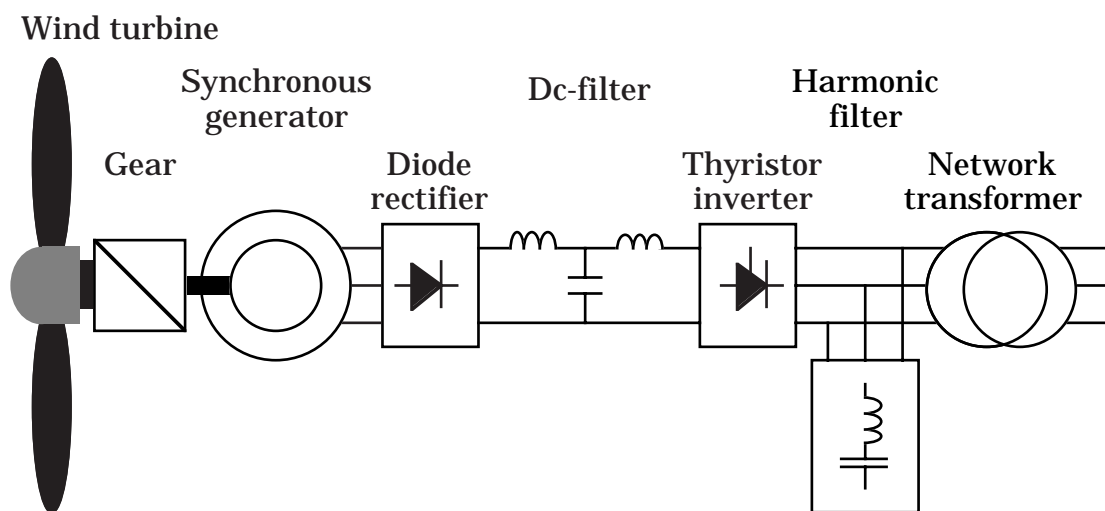 Wind turbine
Synchronous
generator
Dc-filter
Harmonic
filter
Gear
Diode
rectifier
Thyristor
inverter
Network
transformer